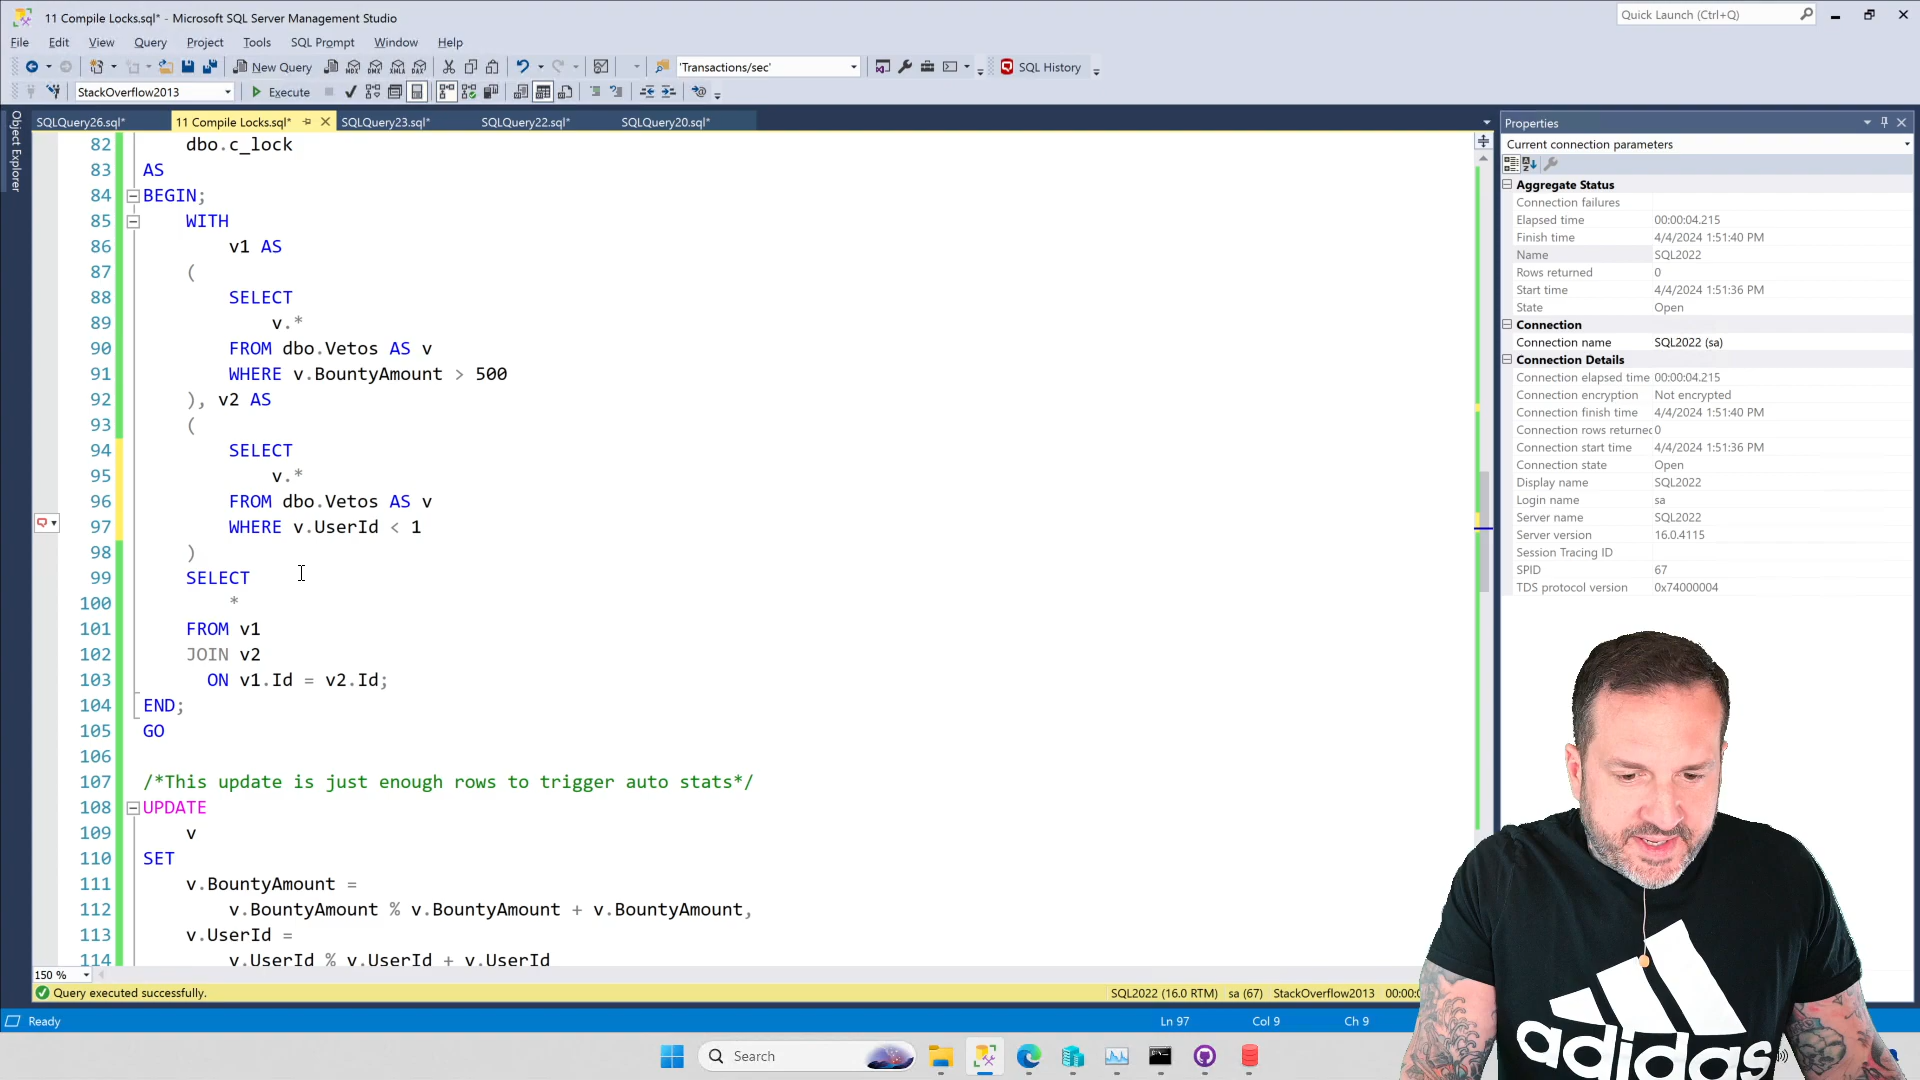 11 Compile Locks.sql* - Microsoft SQL Server Management Studio
Quick Launch (Ctrl+Q)
File Edit View Query Project Tools SQL Prompt Window Help
New Query
'Transactions/sec'
SQL History
StackOverflow2013
Execute
SQLQuery26.sql* 11 Compile Locks.sql* SQLQuery23.sql* SQLQuery22.sql* SQLQuery20.sql*
Object Explorer
82 dbo.c_lock
83 AS
84 BEGIN;
85 WITH
86 v1 AS
87 (
88 SELECT
89 v.*
90 FROM dbo.Vetos AS v
91 WHERE v.BountyAmount > 500
92 ), v2 AS
93 (
94 SELECT
95 v.*
96 FROM dbo.Vetos AS v
97 WHERE v.UserId < 1
98 )
99 SELECT
100 *
101 FROM v1
102 JOIN v2
103 ON v1.Id = v2.Id;
104 END;
105 GO
106
107 /*This update is just enough rows to trigger auto stats*/
108 UPDATE
109 v
110 SET
111 v.BountyAmount =
112 v.BountyAmount % v.BountyAmount + v.BountyAmount,
113 v.UserId =
114 v.UserId % v.UserId + v.UserId
150 %
Query executed successfully.
SQL2022 (16.0 RTM) sa (67) StackOverflow2013 00:00:0
Ready
Ln 97 Col 9 Ch 9
Properties
Current connection parameters
Aggregate Status
Connection failures
Elapsed time 00:00:04.215
Finish time 4/4/2024 1:51:40 PM
Name SQL2022
Rows returned 0
Start time 4/4/2024 1:51:36 PM
State Open
Connection
Connection name SQL2022 (sa)
Connection Details
Connection elapsed time 00:00:04.215
Connection encryption Not encrypted
Connection finish time 4/4/2024 1:51:40 PM
Connection rows returned 0
Connection start time 4/4/2024 1:51:36 PM
Connection state Open
Display name SQL2022
Login name sa
Server name SQL2022
Server version 16.0.4115
Session Tracing ID
SPID 67
TDS protocol version 0x74000004
Search
adidas